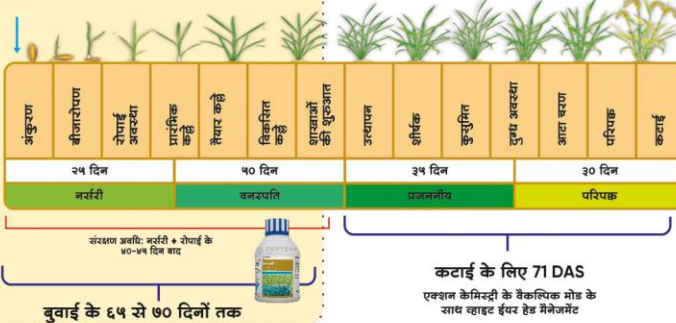 अंकुरण
बीजारोपण
रोपाई
अवस्था
प्रारंभिक
कल्ले
तैयार कल्ले
विकसित
कल्ले
शाखाओं
की शुरुआत
उत्थापन
शीर्षक
कुसुमित
दुग्ध अवस्था
आटा चरण
परिपक्व
कटाई
२५ दिन
५० दिन
३५ दिन
३० दिन
नर्सरी
वनस्पति
प्रजननीय
परिपक्व
संरक्षण अवधि: नर्सरी + रोपाई के
४०-४५ दिन बाद
बुवाई के ६५ से ७० दिनों तक
कटाई के लिए 71 DAS
एक्शन केमिस्ट्री के वैकल्पिक मोड के
साथ व्हाइट ईयर हेड मैनेजमेंट